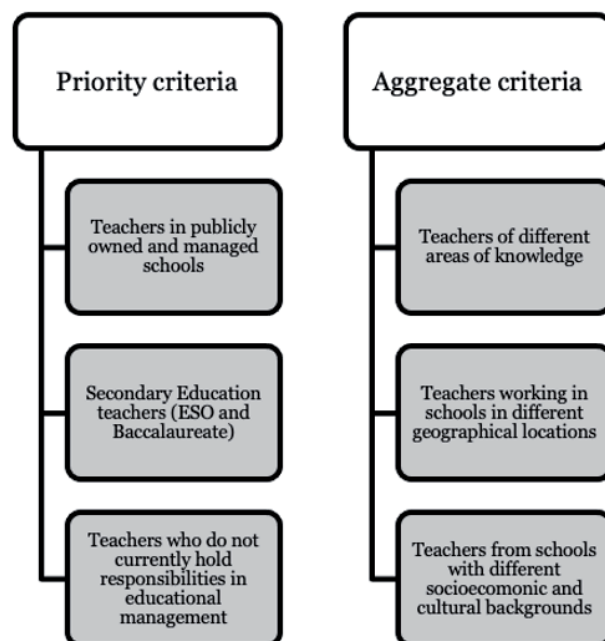 Priority criteria
Teachers in publicly
owned and managed
schools
Secondary Education
teachers (ESO and
Baccalaureate)
Teachers who do not
currently hold
responsibilities in
educational
management
Aggregate criteria
Teachers of different
areas of knowledge
Teachers working in
schools in different
geographical locations
Teachers from schools
with different
socioecomonic and
cultural backgrounds